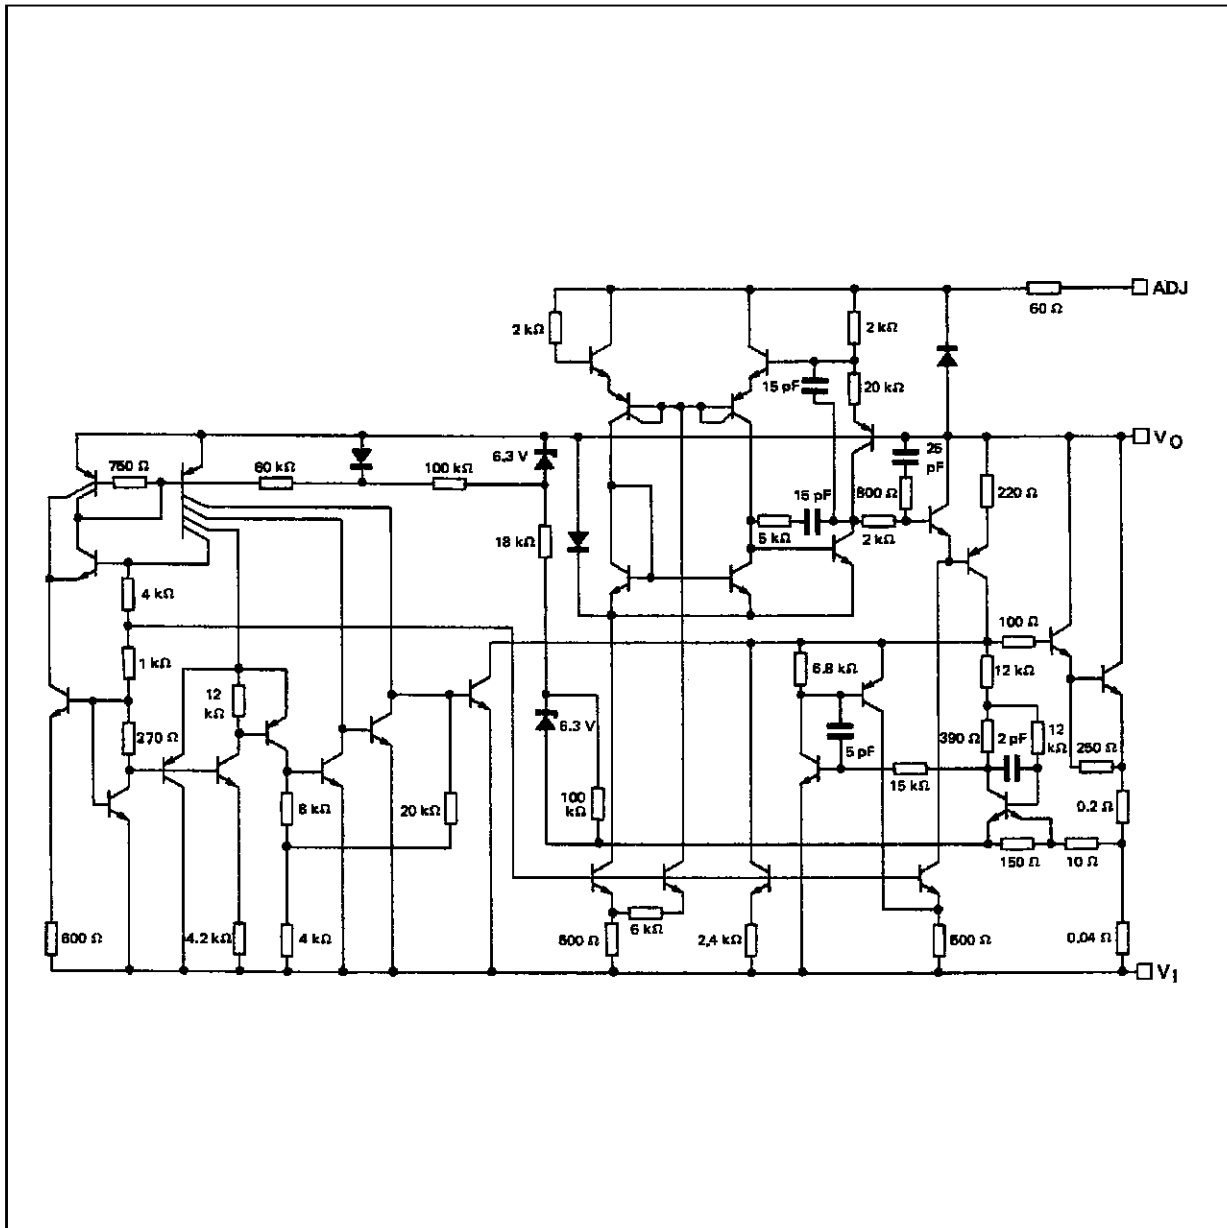 ADJ
60 Ω
2 kΩ
2 kΩ
15 pF
20 kΩ
V O
750 Ω
60 kΩ
100 kΩ
6.3 V
25 pF
15 pF
800 Ω
220 Ω
18 kΩ
5 kΩ
2 kΩ
4 kΩ
100 Ω
1 kΩ
6.8 kΩ
12 kΩ
12 kΩ
6.3 V
270 Ω
5 pF
390 Ω
2 pF
12 kΩ
250 Ω
15 kΩ
8 kΩ
20 kΩ
100 kΩ
0.2 Ω
150 Ω
10 Ω
600 Ω
4.2 kΩ
4 kΩ
6 kΩ
500 Ω
2,4 kΩ
500 Ω
0.04 Ω
V I